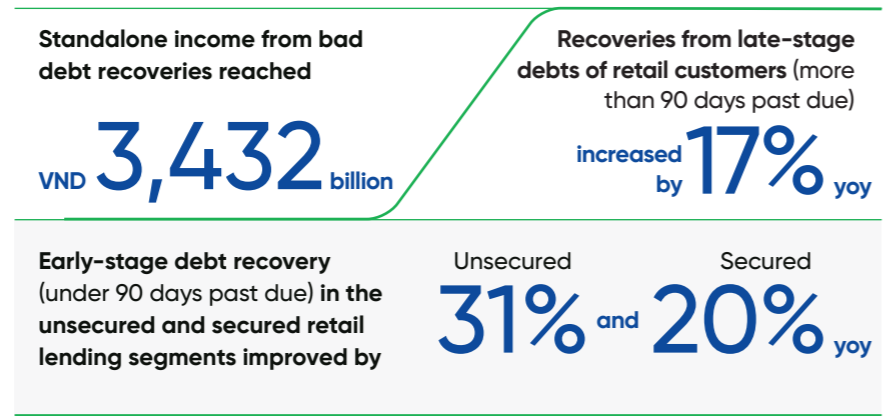 Standalone income from bad
debt recoveries reached
VND 3,432 billion
Recoveries from late-stage
debts of retail customers (more
than 90 days past due)
increased
by 17% yoy
Early-stage debt recovery
(under 90 days past due) in the
unsecured and secured retail
lending segments improved by
Unsecured Secured
31% and 20% yoy